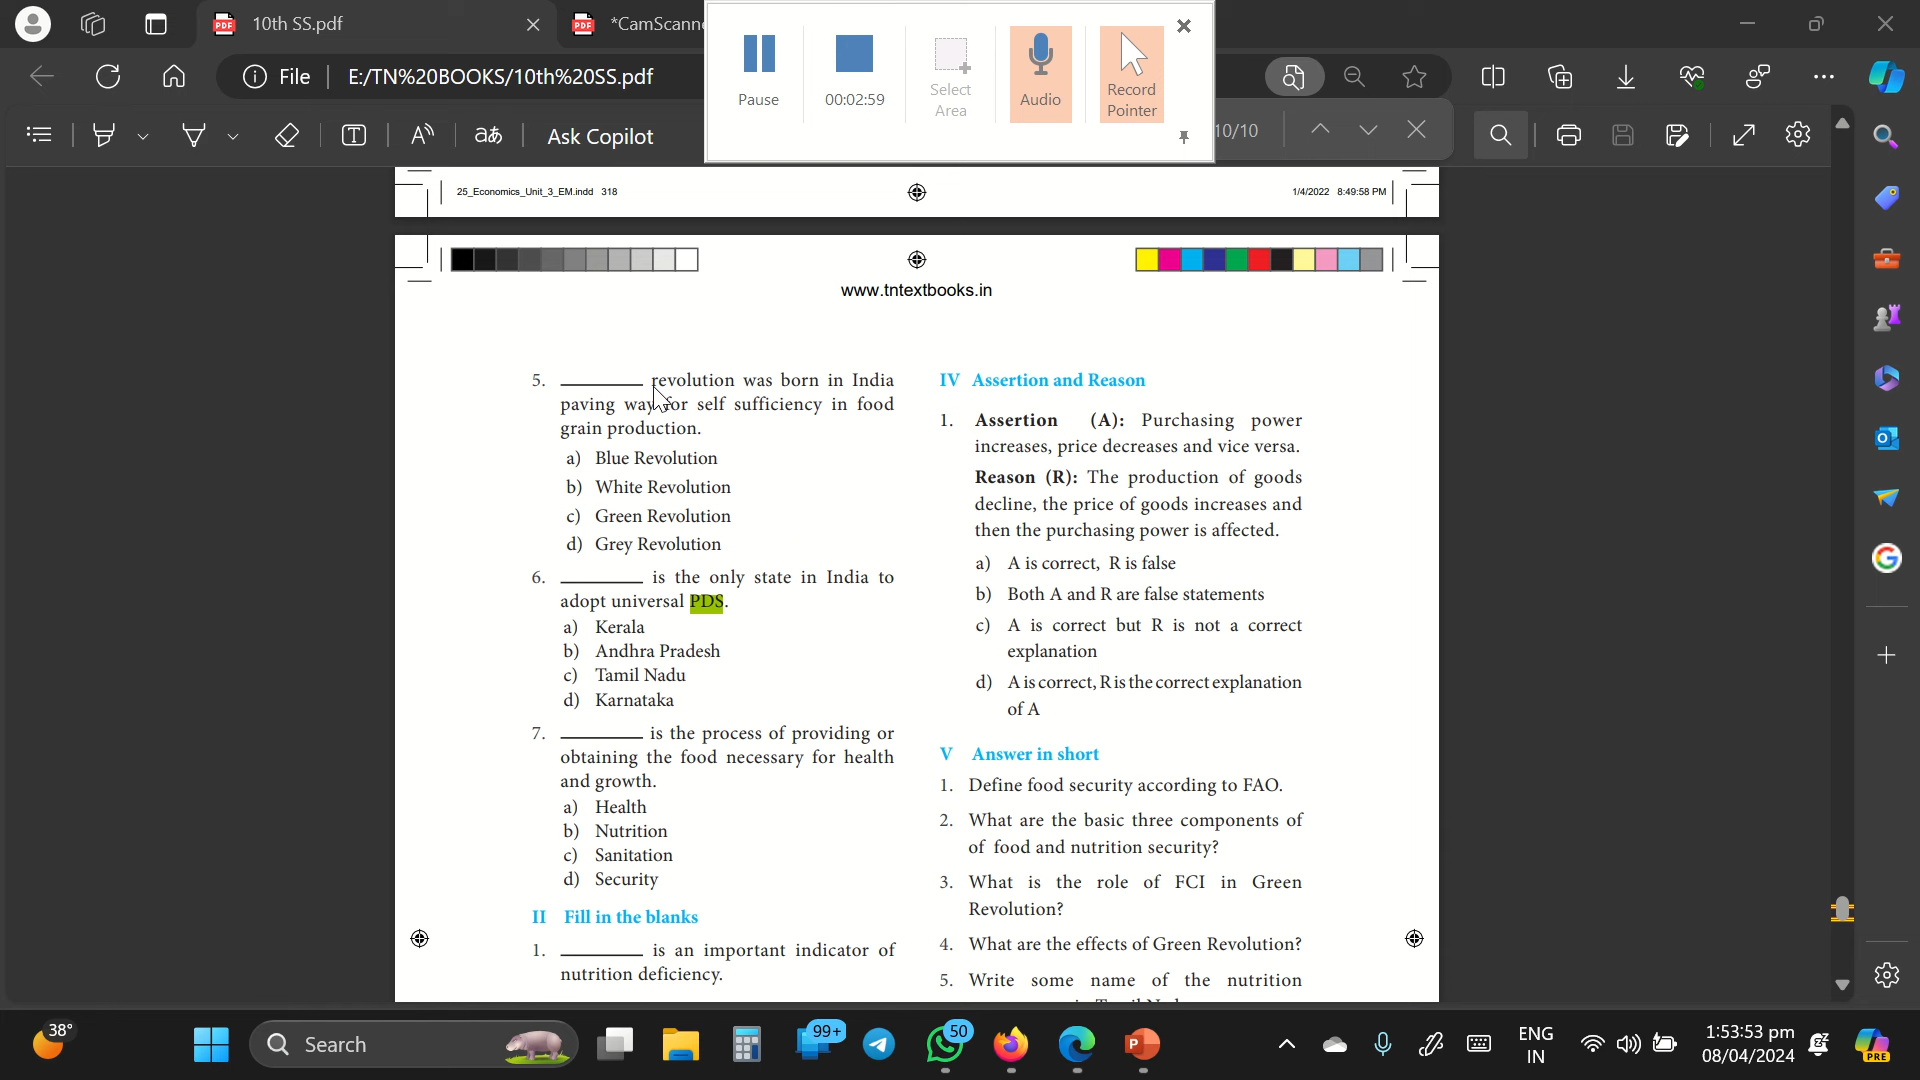 10th SS.pdf
*CamScanne
File
E:/TN%20BOOKS/10th%20SS.pdf
Pause
00:02:59
Select
Area
Audio
Record
Pointer
10/10
Ask Copilot
25_Economics_Unit_3_EM.indd 318
1/4/2022 8:49:58 PM
www.tntextbooks.in
5. ________ revolution was born in India
paving way for self sufficiency in food
grain production.
a) Blue Revolution
b) White Revolution
c) Green Revolution
d) Grey Revolution
6. ________ is the only state in India to
adopt universal PDS.
a) Kerala
b) Andhra Pradesh
c) Tamil Nadu
d) Karnataka
7. ________ is the process of providing or
obtaining the food necessary for health
and growth.
a) Health
b) Nutrition
c) Sanitation
d) Security
II Fill in the blanks
1. ________ is an important indicator of
nutrition deficiency.
IV Assertion and Reason
1. Assertion (A): Purchasing power
increases, price decreases and vice versa.
Reason (R): The production of goods
decline, the price of goods increases and
then the purchasing power is affected.
a) A is correct, R is false
b) Both A and R are false statements
c) A is correct but R is not a correct
explanation
d) A is correct, R is the correct explanation
of A
V Answer in short
1. Define food security according to FAO.
2. What are the basic three components of
of food and nutrition security?
3. What is the role of FCI in Green
Revolution?
4. What are the effects of Green Revolution?
5. Write some name of the nutrition
38°
Search
99+
50
ENG
IN
1:53:53 pm
08/04/2024
PRE